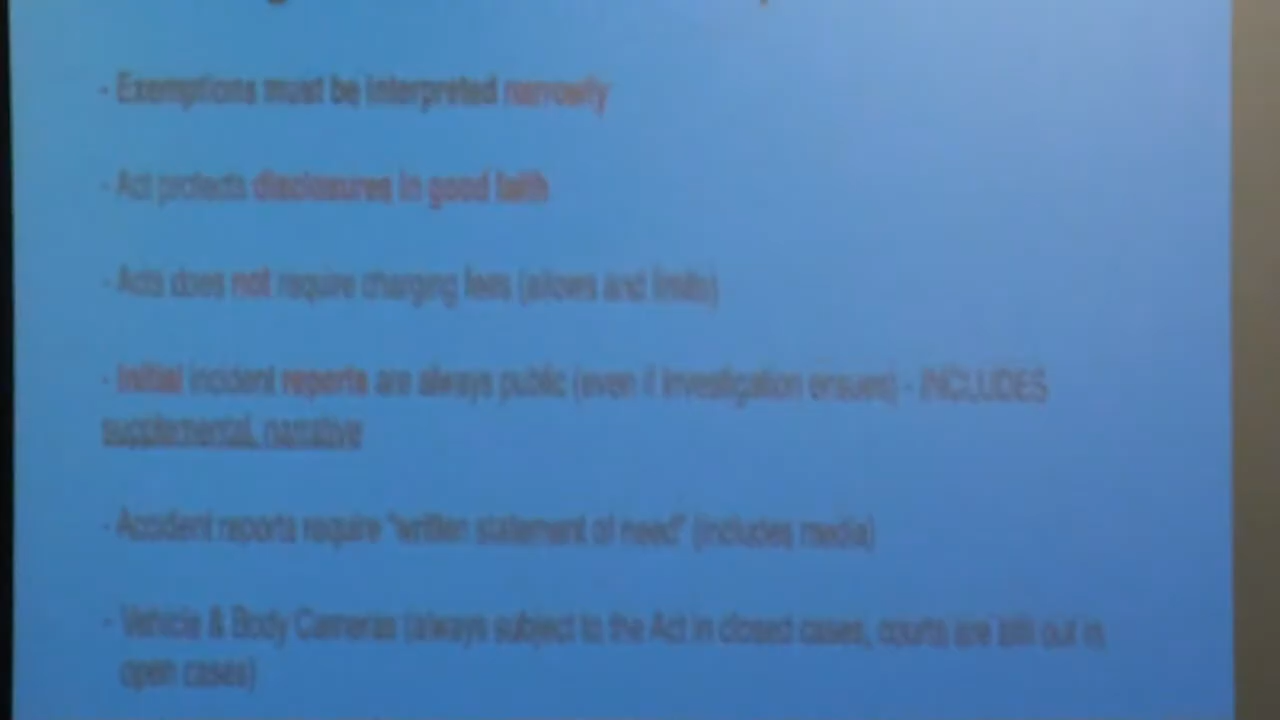 - Exemptions must be interpreted narrowly
- Act protects disclosures in good faith
- Acts does not require charging fees (allows and limits)
- Initial incident reports are always public (even if investigation ensues) - INCLUDES
supplemental, narrative
- Accident reports require "written statement of need" (includes media)
- Vehicle & Body Cameras (always subject to the Act in closed cases, courts are still out in
open cases)